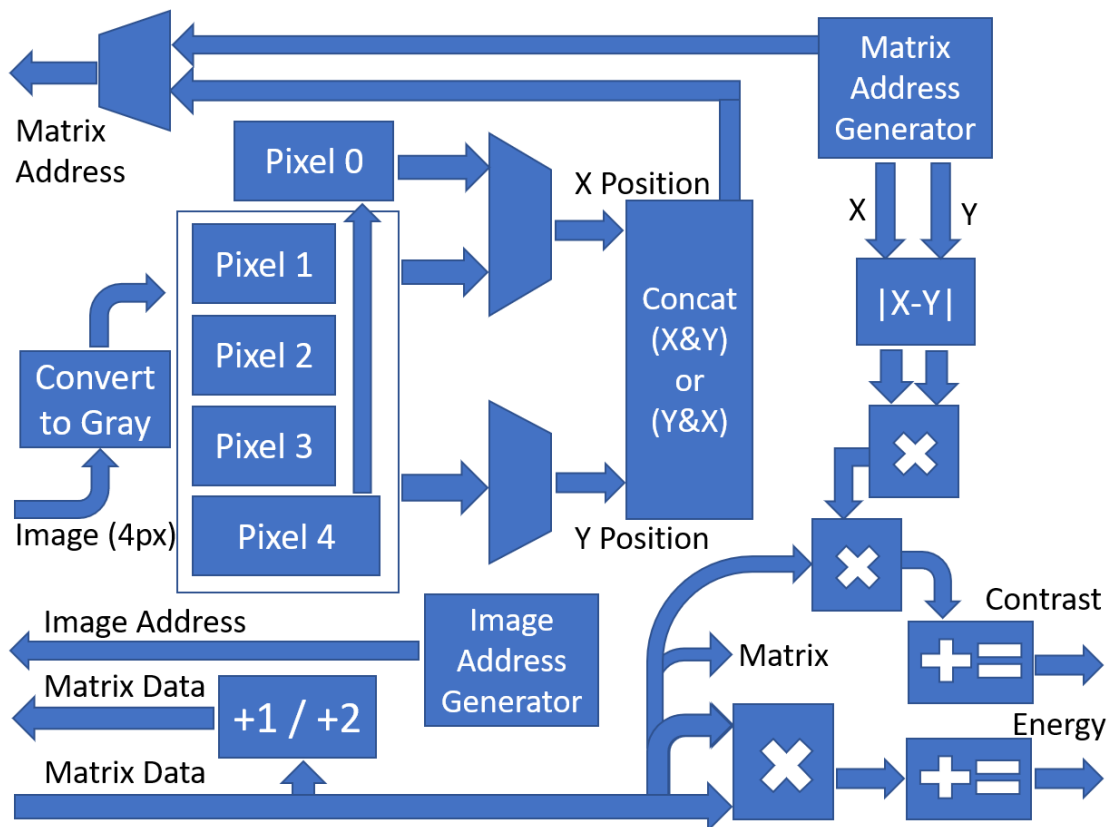 Matrix
Address
Generator
Matrix
Address
Pixel 0
X Position
X
Y
Pixel 1
Concat
(X&Y)
or
(Y&X)
|X-Y|
Pixel 2
Convert
to Gray
Pixel 3
Image (4px)
Pixel 4
Y Position
Image Address
Image
Address
Generator
Contrast
Matrix
Matrix Data
+1 / +2
Energy
Matrix Data